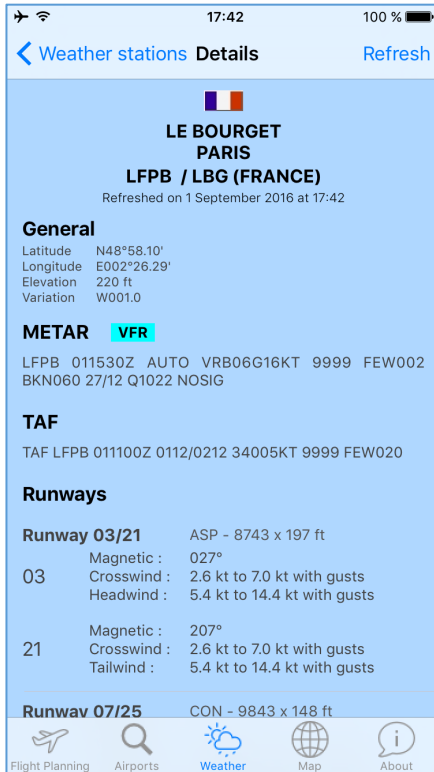 17:42
100 %
Weather stations Details Refresh
LE BOURGET
PARIS
LFPB / LBG (FRANCE)
Refreshed on 1 September 2016 at 17:42
General
Latitude N48°58.10'
Longitude E002°26.29'
Elevation 220 ft
Variation W001.0
METAR VFR
LFPB 011530Z AUTO VRB06G16KT 9999 FEW002
BKN060 27/12 Q1022 NOSIG
TAF
TAF LFPB 011100Z 0112/0212 34005KT 9999 FEW020
Runways
Runway 03/21 ASP - 8743 x 197 ft
Magnetic : 027°
03 Crosswind : 2.6 kt to 7.0 kt with gusts
Headwind : 5.4 kt to 14.4 kt with gusts
Magnetic : 207°
21 Crosswind : 2.6 kt to 7.0 kt with gusts
Tailwind : 5.4 kt to 14.4 kt with gusts
Runway 07/25 CON - 9843 x 148 ft
Flight Planning Airports Weather Map About